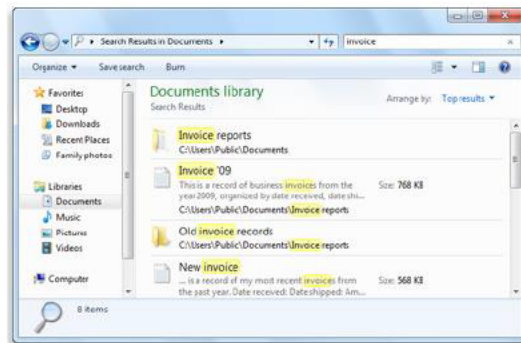 Search Results in Documents
invoice
Organize
Save search
Burn
Favorites
Desktop
Downloads
Recent Places
Family photos
Libraries
Documents
Music
Pictures
Videos
Computer
Documents library
Search Results
Arrange by: Top results
Invoice reports
C:\Users\Public\Documents
Invoice '09
This is a record of business invoices from the
year 2009, organized by date received, date shi...
C:\Users\Public\Documents\Invoice reports
Size: 768 KB
Old invoice records
C:\Users\Public\Documents\Invoice reports
New invoice
... is a record of my most recent invoices from
the past year. Date received: Date shipped: Am...
Size: 568 KB
8 items